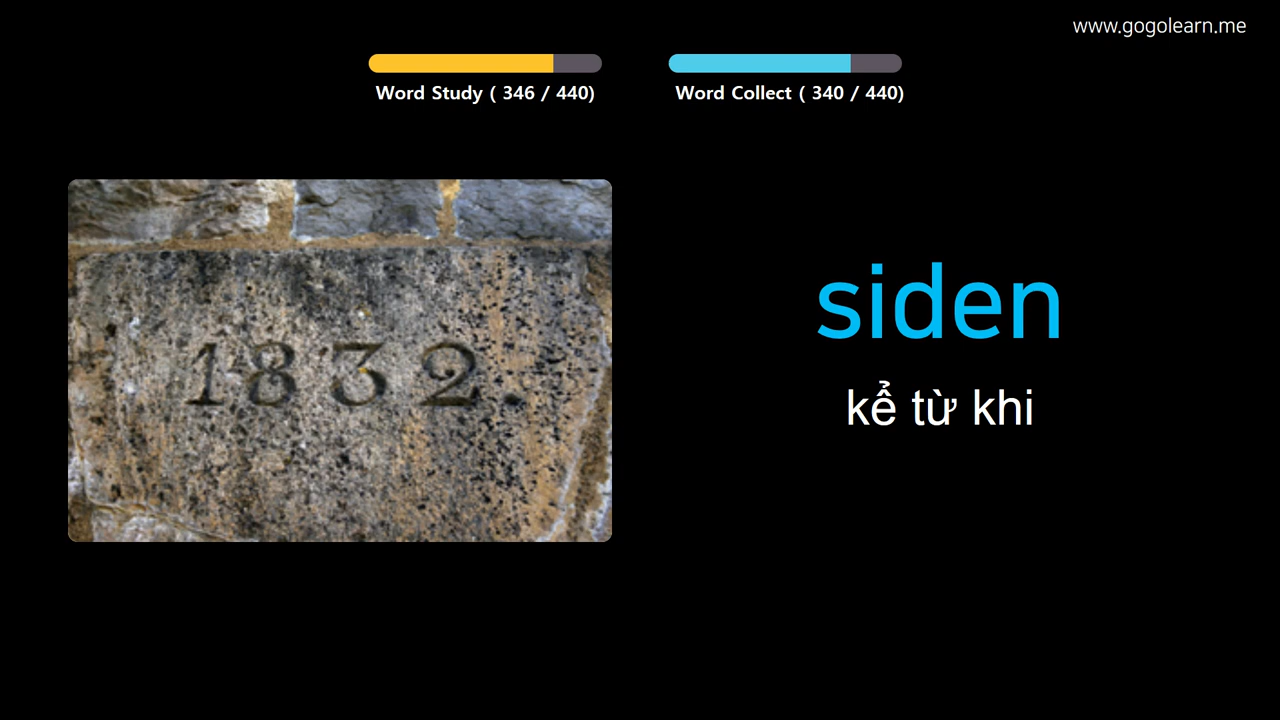 www.gogolearn.me
Word Study ( 346 / 440)
Word Collect ( 340 / 440)
1832.
siden
kể từ khi